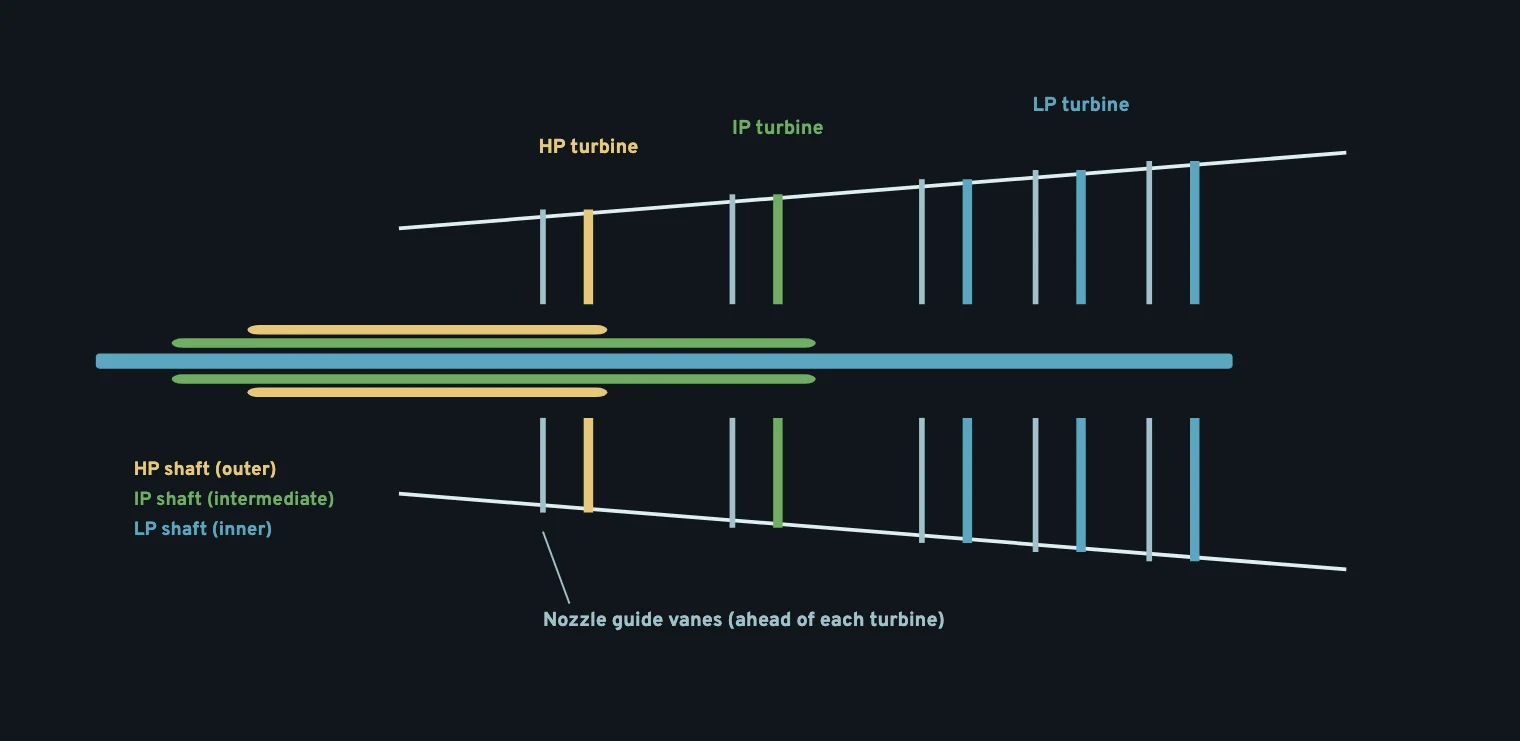 LP turbine
IP turbine
HP turbine
HP shaft (outer)
IP shaft (intermediate)
LP shaft (inner)
Nozzle guide vanes (ahead of each turbine)